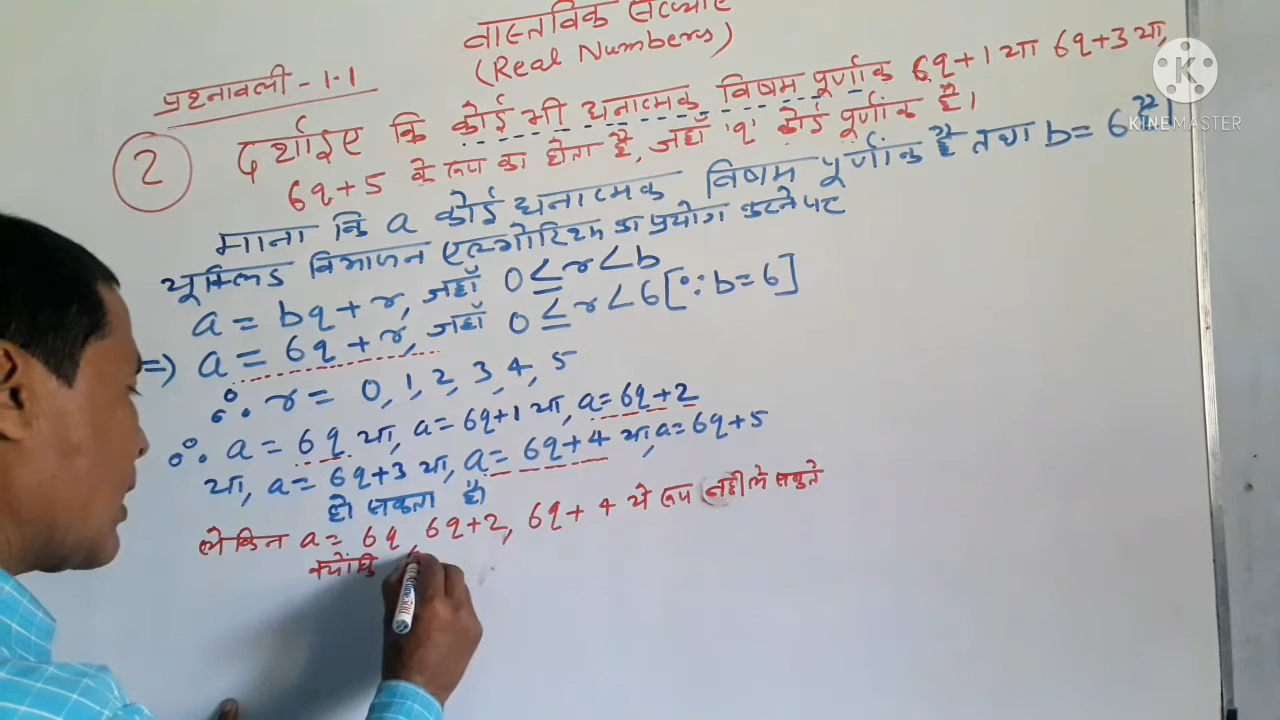 वास्तविक संख्याएँ
(Real Numbers)
प्रश्नावली - 1.1
2 दर्शाइए कि कोई भी धनात्मक विषम पूर्णांक 6q+1 या 6q+3 या,
6q+5 के रूप का होता है, जहाँ 'q' कोई पूर्णांक है।
माना कि a कोई धनात्मक विषम पूर्णांक है तथा b=6 है।
यूक्लिड विभाजन एल्गोरिथ्म का प्रयोग करने पर
a = bq + r, जहाँ 0 ≤ r < b
=) a = 6q + r, जहाँ 0 ≤ r < 6 [∵ b=6]
∴ r = 0, 1, 2, 3, 4, 5
∴ a = 6q या, a = 6q+1 या, a = 6q+2
या, a = 6q+3 या, a = 6q+4 या, a = 6q+5
हो सकता है।
लेकिन a = 6q, 6q+2, 6q+4 ये रूप नहीं ले सकते
क्योंकि
K
KINEMASTER